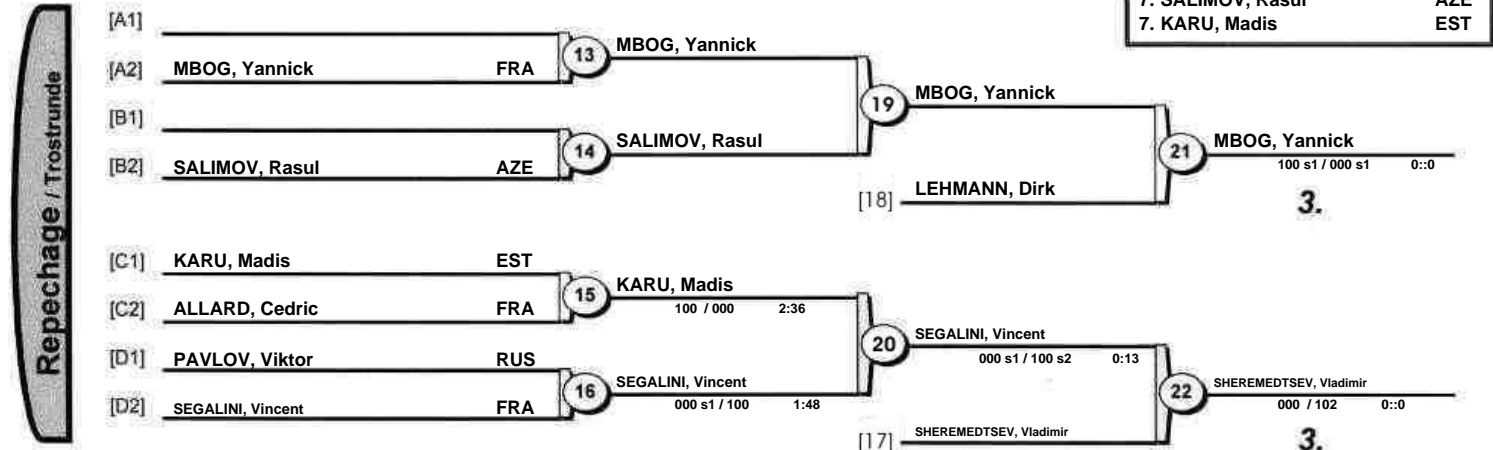 7. SALIMOV, Rasul AZE
7. KARU, Madis EST
Repechage / Trostrunde
[A1]
[A2] MBOG, Yannick FRA
13 MBOG, Yannick
[B1]
[B2] SALIMOV, Rasul AZE
14 SALIMOV, Rasul
19 MBOG, Yannick
[18] LEHMANN, Dirk
21 MBOG, Yannick
100 s1 / 000 s1 0::0
3.
[C1] KARU, Madis EST
[C2] ALLARD, Cedric FRA
15 KARU, Madis
100 / 000 2:36
[D1] PAVLOV, Viktor RUS
[D2] SEGALINI, Vincent FRA
16 SEGALINI, Vincent
000 s1 / 100 1:48
20 SEGALINI, Vincent
000 s1 / 100 s2 0:13
[17] SHEREMEDTSEV, Vladimir
22 SHEREMEDTSEV, Vladimir
000 / 102 0::0
3.